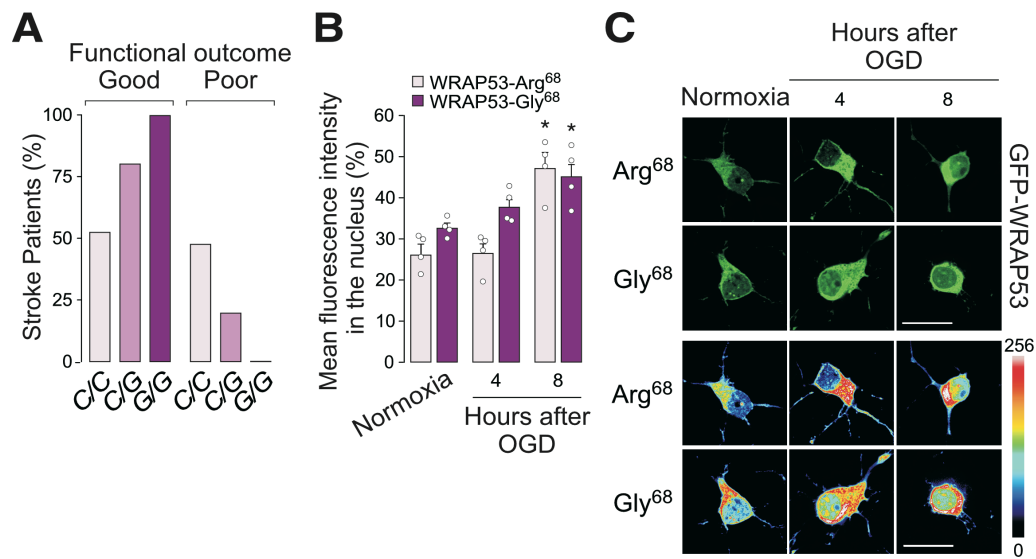 A
Functional outcome
Good Poor
Stroke Patients (%)
100
75
50
25
0
C/C C/G G/G C/C C/G G/G
B
WRAP53-Arg⁶⁸
WRAP53-Gly⁶⁸
Mean fluorescence intensity
in the nucleus (%)
60
50
40
30
20
10
0
* *
Normoxia 4 8
Hours after
OGD
C
Hours after
OGD
Normoxia 4 8
Arg⁶⁸
Gly⁶⁸
GFP-WRAP53
Arg⁶⁸
Gly⁶⁸
256
0